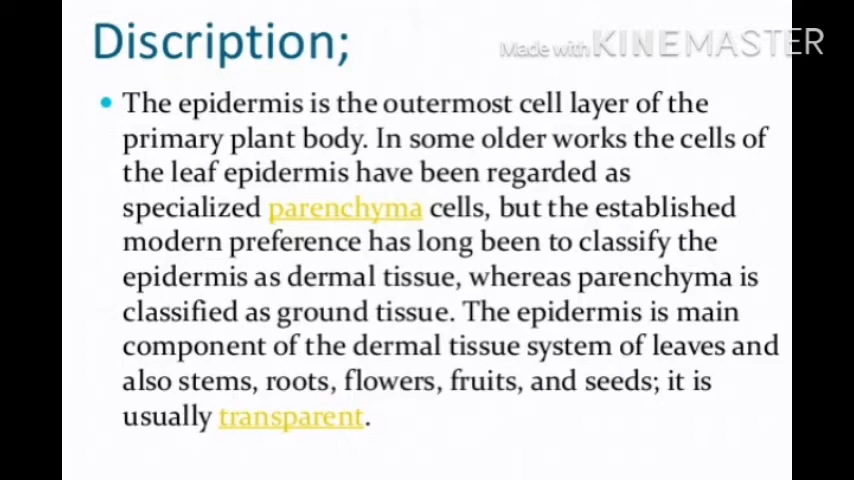 Discription;
Made with KINEMASTER
• The epidermis is the outermost cell layer of the
primary plant body. In some older works the cells of
the leaf epidermis have been regarded as
specialized parenchyma cells, but the established
modern preference has long been to classify the
epidermis as dermal tissue, whereas parenchyma is
classified as ground tissue. The epidermis is main
component of the dermal tissue system of leaves and
also stems, roots, flowers, fruits, and seeds; it is
usually transparent.